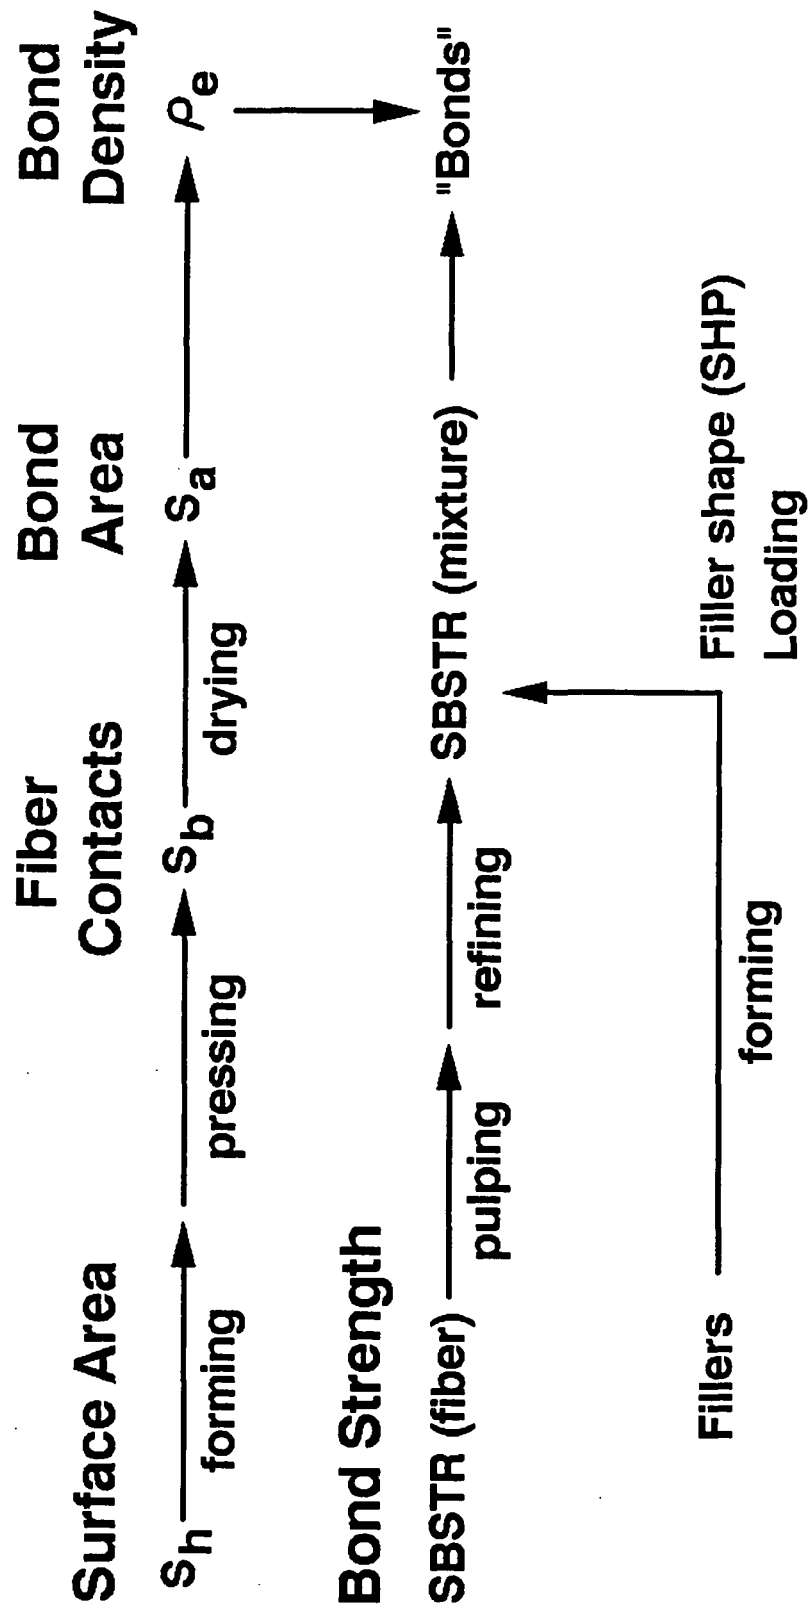 Surface Area
Fiber
Contacts
Bond
Area
Bond
Density
Sh
forming
pressing
Sb
drying
Sa
ρe
Bond Strength
SBSTR (fiber)
pulping
refining
SBSTR (mixture)
"Bonds"
Fillers
forming
Filler shape (SHP)
Loading